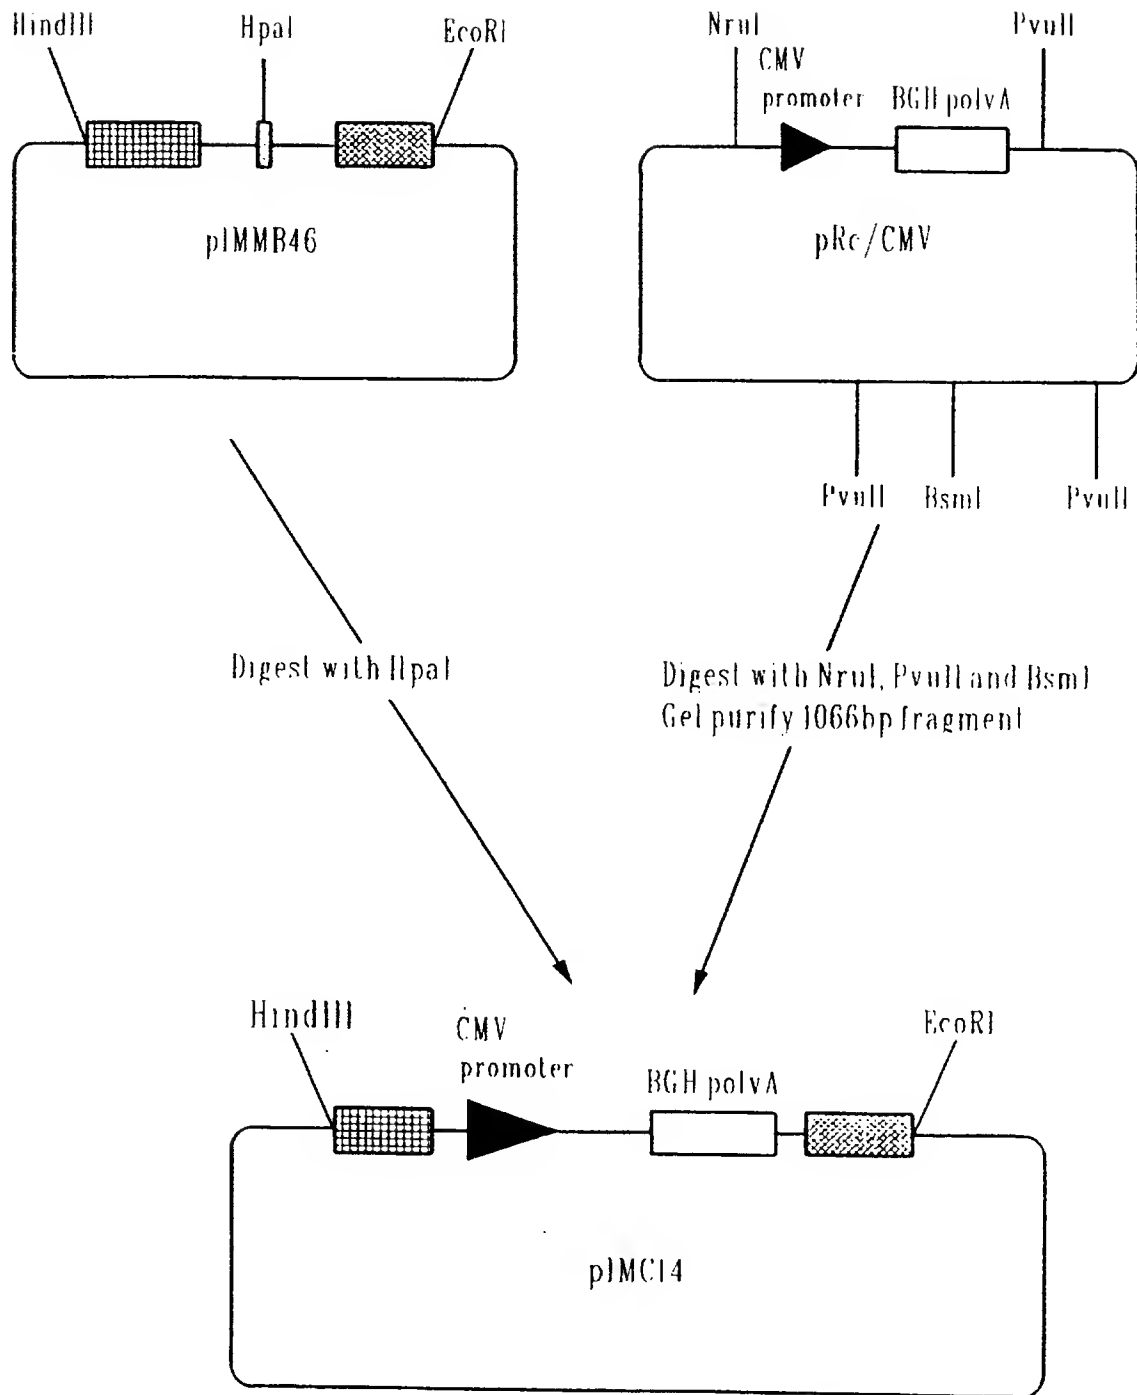 HindIII
HpaI
EcoRI
NruI
PvuII
CMV
promoter
BGH polyA
pIMMB46
pRc/CMV
PvuII
BsmI
PvuII
Digest with HpaI
Digest with NruI, PvuII and BsmI
Gel purify 1066bp fragment
HindIII
CMV
promoter
BGH polyA
EcoRI
pIMC14